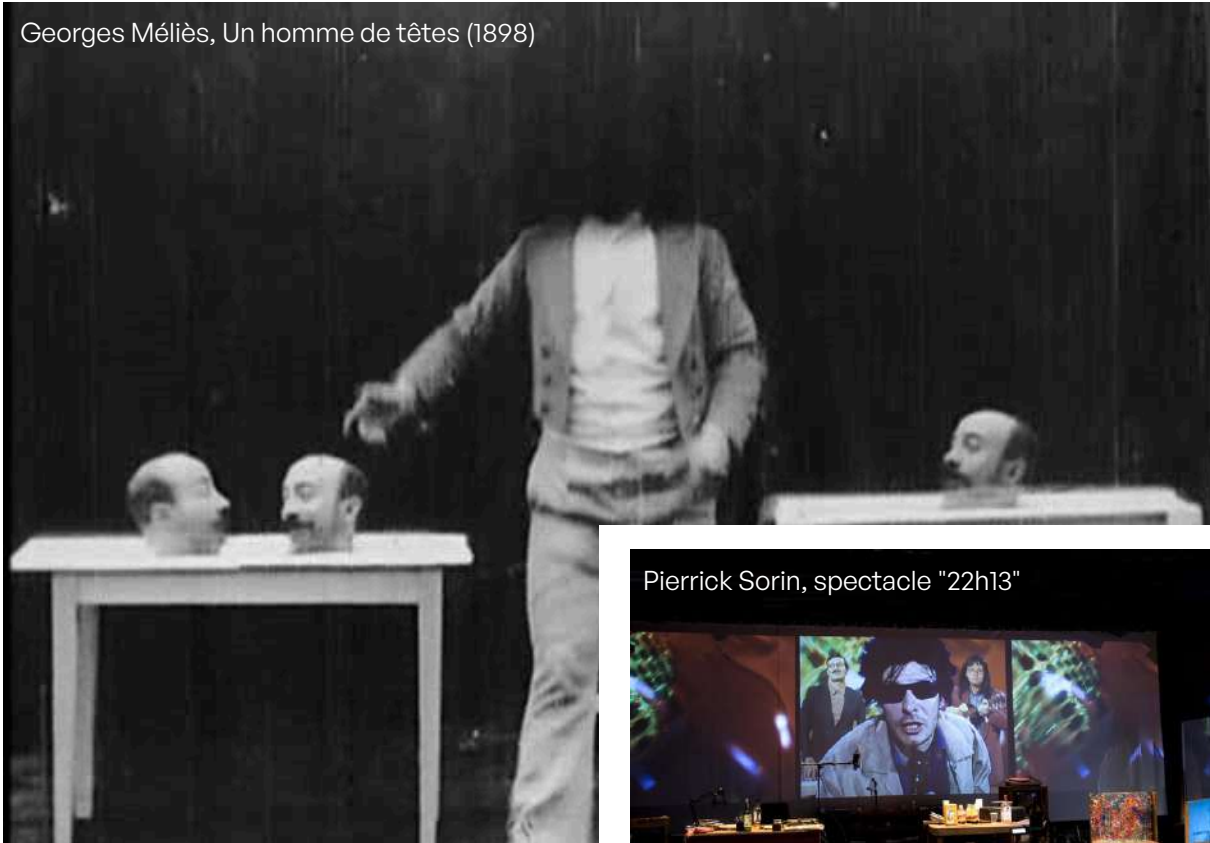 Georges Méliès, Un homme de têtes (1898)
Pierrick Sorin, spectacle "22h13"